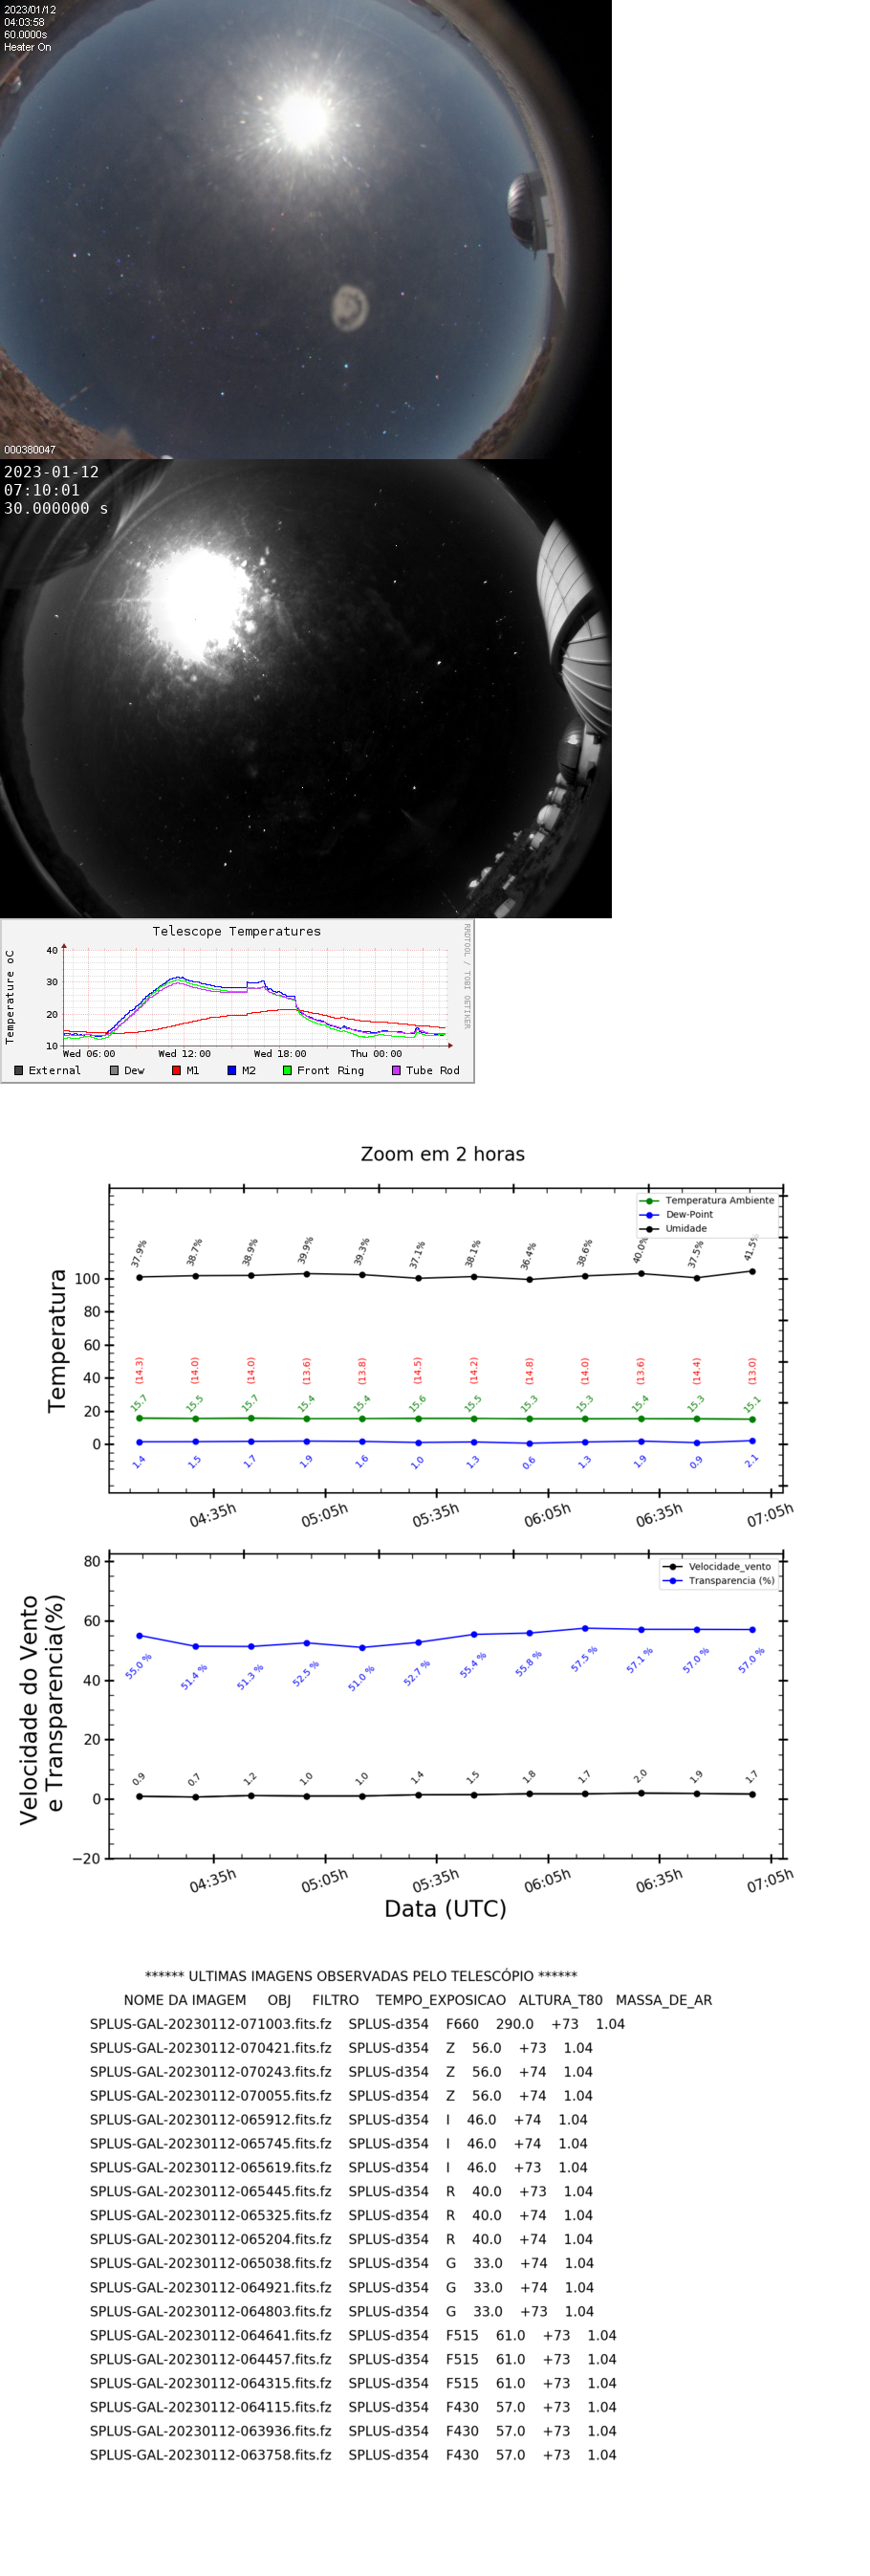 2023/01/12
04:03:58
60.0000s
Heater On
000380047
2023-01-12
07:10:01
30.000000 s
Telescope Temperatures
RRDTOOL / TOBI OETIKER
Temperature oC
40
30
20
10
Wed 06:00 Wed 12:00 Wed 18:00 Thu 00:00
External Dew M1 M2 Front Ring Tube Rod
Zoom em 2 horas
Temperatura Ambiente
Dew-Point
Umidade
Temperatura
100
80
60
40
20
0
37.9% 38.7% 38.9% 39.9% 39.3% 37.1% 38.1% 36.4% 38.6% 40.0% 37.5% 41.5%
(14.3) (14.0) (14.0) (13.6) (13.8) (14.5) (14.2) (14.8) (14.0) (13.6) (14.4) (13.0)
15.7 15.5 15.7 15.4 15.4 15.6 15.5 15.3 15.3 15.4 15.3 15.1
1.4 1.5 1.7 1.9 1.6 1.0 1.3 0.6 1.3 1.9 0.9 2.1
04:35h 05:05h 05:35h 06:05h 06:35h 07:05h
Velocidade_vento
Transparencia (%)
Velocidade do Vento
e Transparencia(%)
80
60
40
20
0
−20
55.0 % 51.4 % 51.3 % 52.5 % 51.0 % 52.7 % 55.4 % 55.8 % 57.5 % 57.1 % 57.0 % 57.0 %
0.9 0.7 1.2 1.0 1.0 1.4 1.5 1.8 1.7 2.0 1.9 1.7
04:35h 05:05h 05:35h 06:05h 06:35h 07:05h
Data (UTC)
****** ULTIMAS IMAGENS OBSERVADAS PELO TELESCÓPIO ******
NOME DA IMAGEM OBJ FILTRO TEMPO_EXPOSICAO ALTURA_T80 MASSA_DE_AR
SPLUS-GAL-20230112-071003.fits.fz SPLUS-d354 F660 290.0 +73 1.04
SPLUS-GAL-20230112-070421.fits.fz SPLUS-d354 Z 56.0 +73 1.04
SPLUS-GAL-20230112-070243.fits.fz SPLUS-d354 Z 56.0 +74 1.04
SPLUS-GAL-20230112-070055.fits.fz SPLUS-d354 Z 56.0 +74 1.04
SPLUS-GAL-20230112-065912.fits.fz SPLUS-d354 I 46.0 +74 1.04
SPLUS-GAL-20230112-065745.fits.fz SPLUS-d354 I 46.0 +74 1.04
SPLUS-GAL-20230112-065619.fits.fz SPLUS-d354 I 46.0 +73 1.04
SPLUS-GAL-20230112-065445.fits.fz SPLUS-d354 R 40.0 +73 1.04
SPLUS-GAL-20230112-065325.fits.fz SPLUS-d354 R 40.0 +74 1.04
SPLUS-GAL-20230112-065204.fits.fz SPLUS-d354 R 40.0 +74 1.04
SPLUS-GAL-20230112-065038.fits.fz SPLUS-d354 G 33.0 +74 1.04
SPLUS-GAL-20230112-064921.fits.fz SPLUS-d354 G 33.0 +74 1.04
SPLUS-GAL-20230112-064803.fits.fz SPLUS-d354 G 33.0 +73 1.04
SPLUS-GAL-20230112-064641.fits.fz SPLUS-d354 F515 61.0 +73 1.04
SPLUS-GAL-20230112-064457.fits.fz SPLUS-d354 F515 61.0 +73 1.04
SPLUS-GAL-20230112-064315.fits.fz SPLUS-d354 F515 61.0 +73 1.04
SPLUS-GAL-20230112-064115.fits.fz SPLUS-d354 F430 57.0 +73 1.04
SPLUS-GAL-20230112-063936.fits.fz SPLUS-d354 F430 57.0 +73 1.04
SPLUS-GAL-20230112-063758.fits.fz SPLUS-d354 F430 57.0 +73 1.04